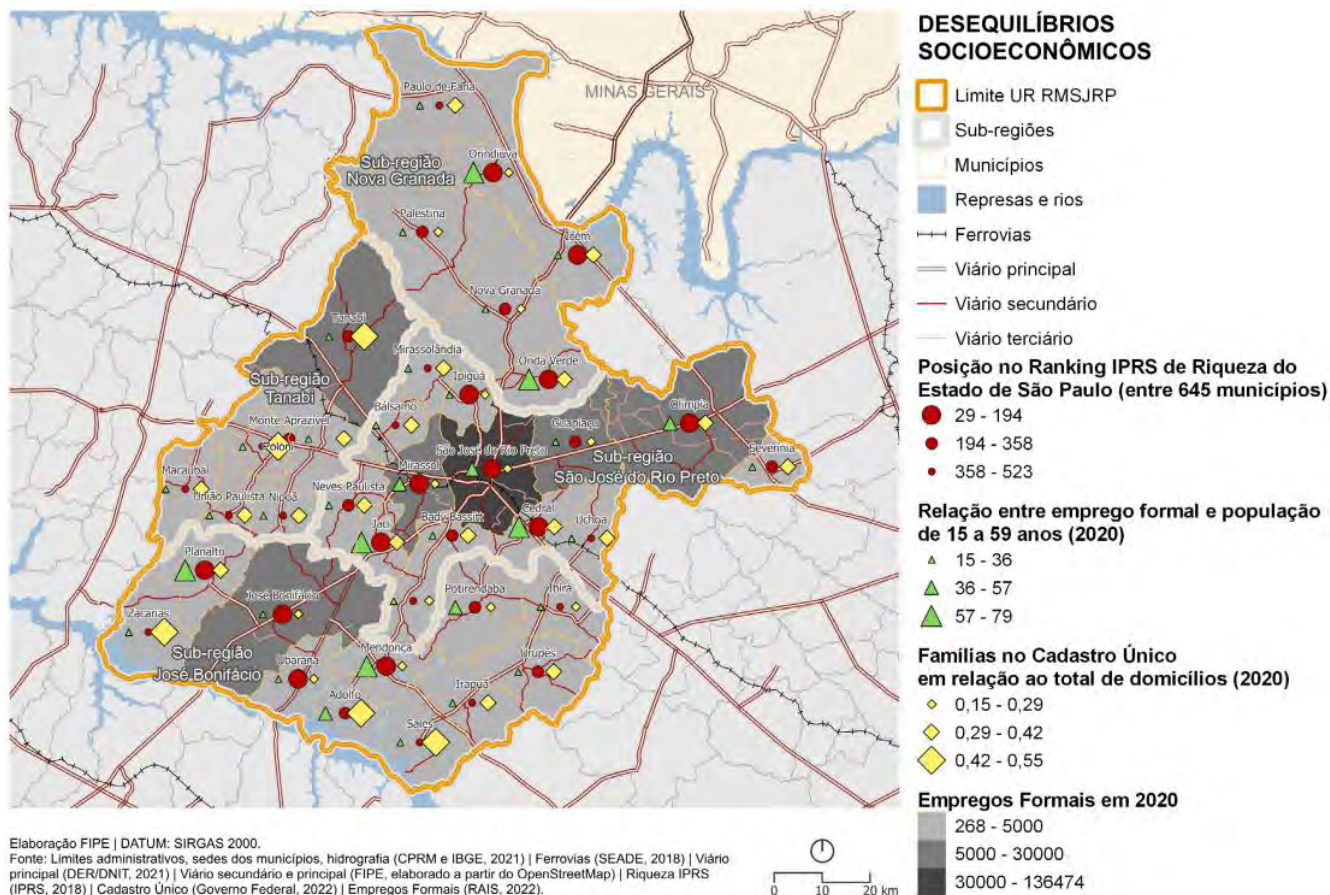 Paulo de Faria
MINAS GERAIS
Orindiúva
Sub-região
Nova Granada
Palestina
Icém
Nova Granada
Tanabi
Mirassolândia
Onda Verde
Ipiguá
Sub-região
Tanabi
Bálsamo
Olímpia
Monte Aprazível
Guapiaçu
Poloni
São José do Rio Preto
Severínia
Sub-região
São José do Rio Preto
Mirassol
Macaubal
Neves Paulista
União Paulista
Nipoã
Jaci
Bady Bassitt
Cedral
Uchoa
Planalto
Potirendaba
Ibirá
José Bonifácio
Zacarias
Sub-região
José Bonifácio
Ubarana
Mendonça
Urupês
Adolfo
Irapuã
Sales
Elaboração FIPE | DATUM: SIRGAS 2000.
Fonte: Limites administrativos, sedes dos municípios, hidrografia (CPRM e IBGE, 2021) | Ferrovias (SEADE, 2018) | Viário
principal (DER/DNIT, 2021) | Viário secundário e principal (FIPE, elaborado a partir do OpenStreetMap) | Riqueza IPRS
(IPRS, 2018) | Cadastro Único (Governo Federal, 2022) | Empregos Formais (RAIS, 2022).
0 10 20 km
DESEQUILÍBRIOS
SOCIOECONÔMICOS
Limite UR RMSJRP
Sub-regiões
Municípios
Represas e rios
Ferrovias
Viário principal
Viário secundário
Viário terciário
Posição no Ranking IPRS de Riqueza do
Estado de São Paulo (entre 645 municípios)
29 - 194
194 - 358
358 - 523
Relação entre emprego formal e população
de 15 a 59 anos (2020)
15 - 36
36 - 57
57 - 79
Famílias no Cadastro Único
em relação ao total de domicílios (2020)
0,15 - 0,29
0,29 - 0,42
0,42 - 0,55
Empregos Formais em 2020
268 - 5000
5000 - 30000
30000 - 136474